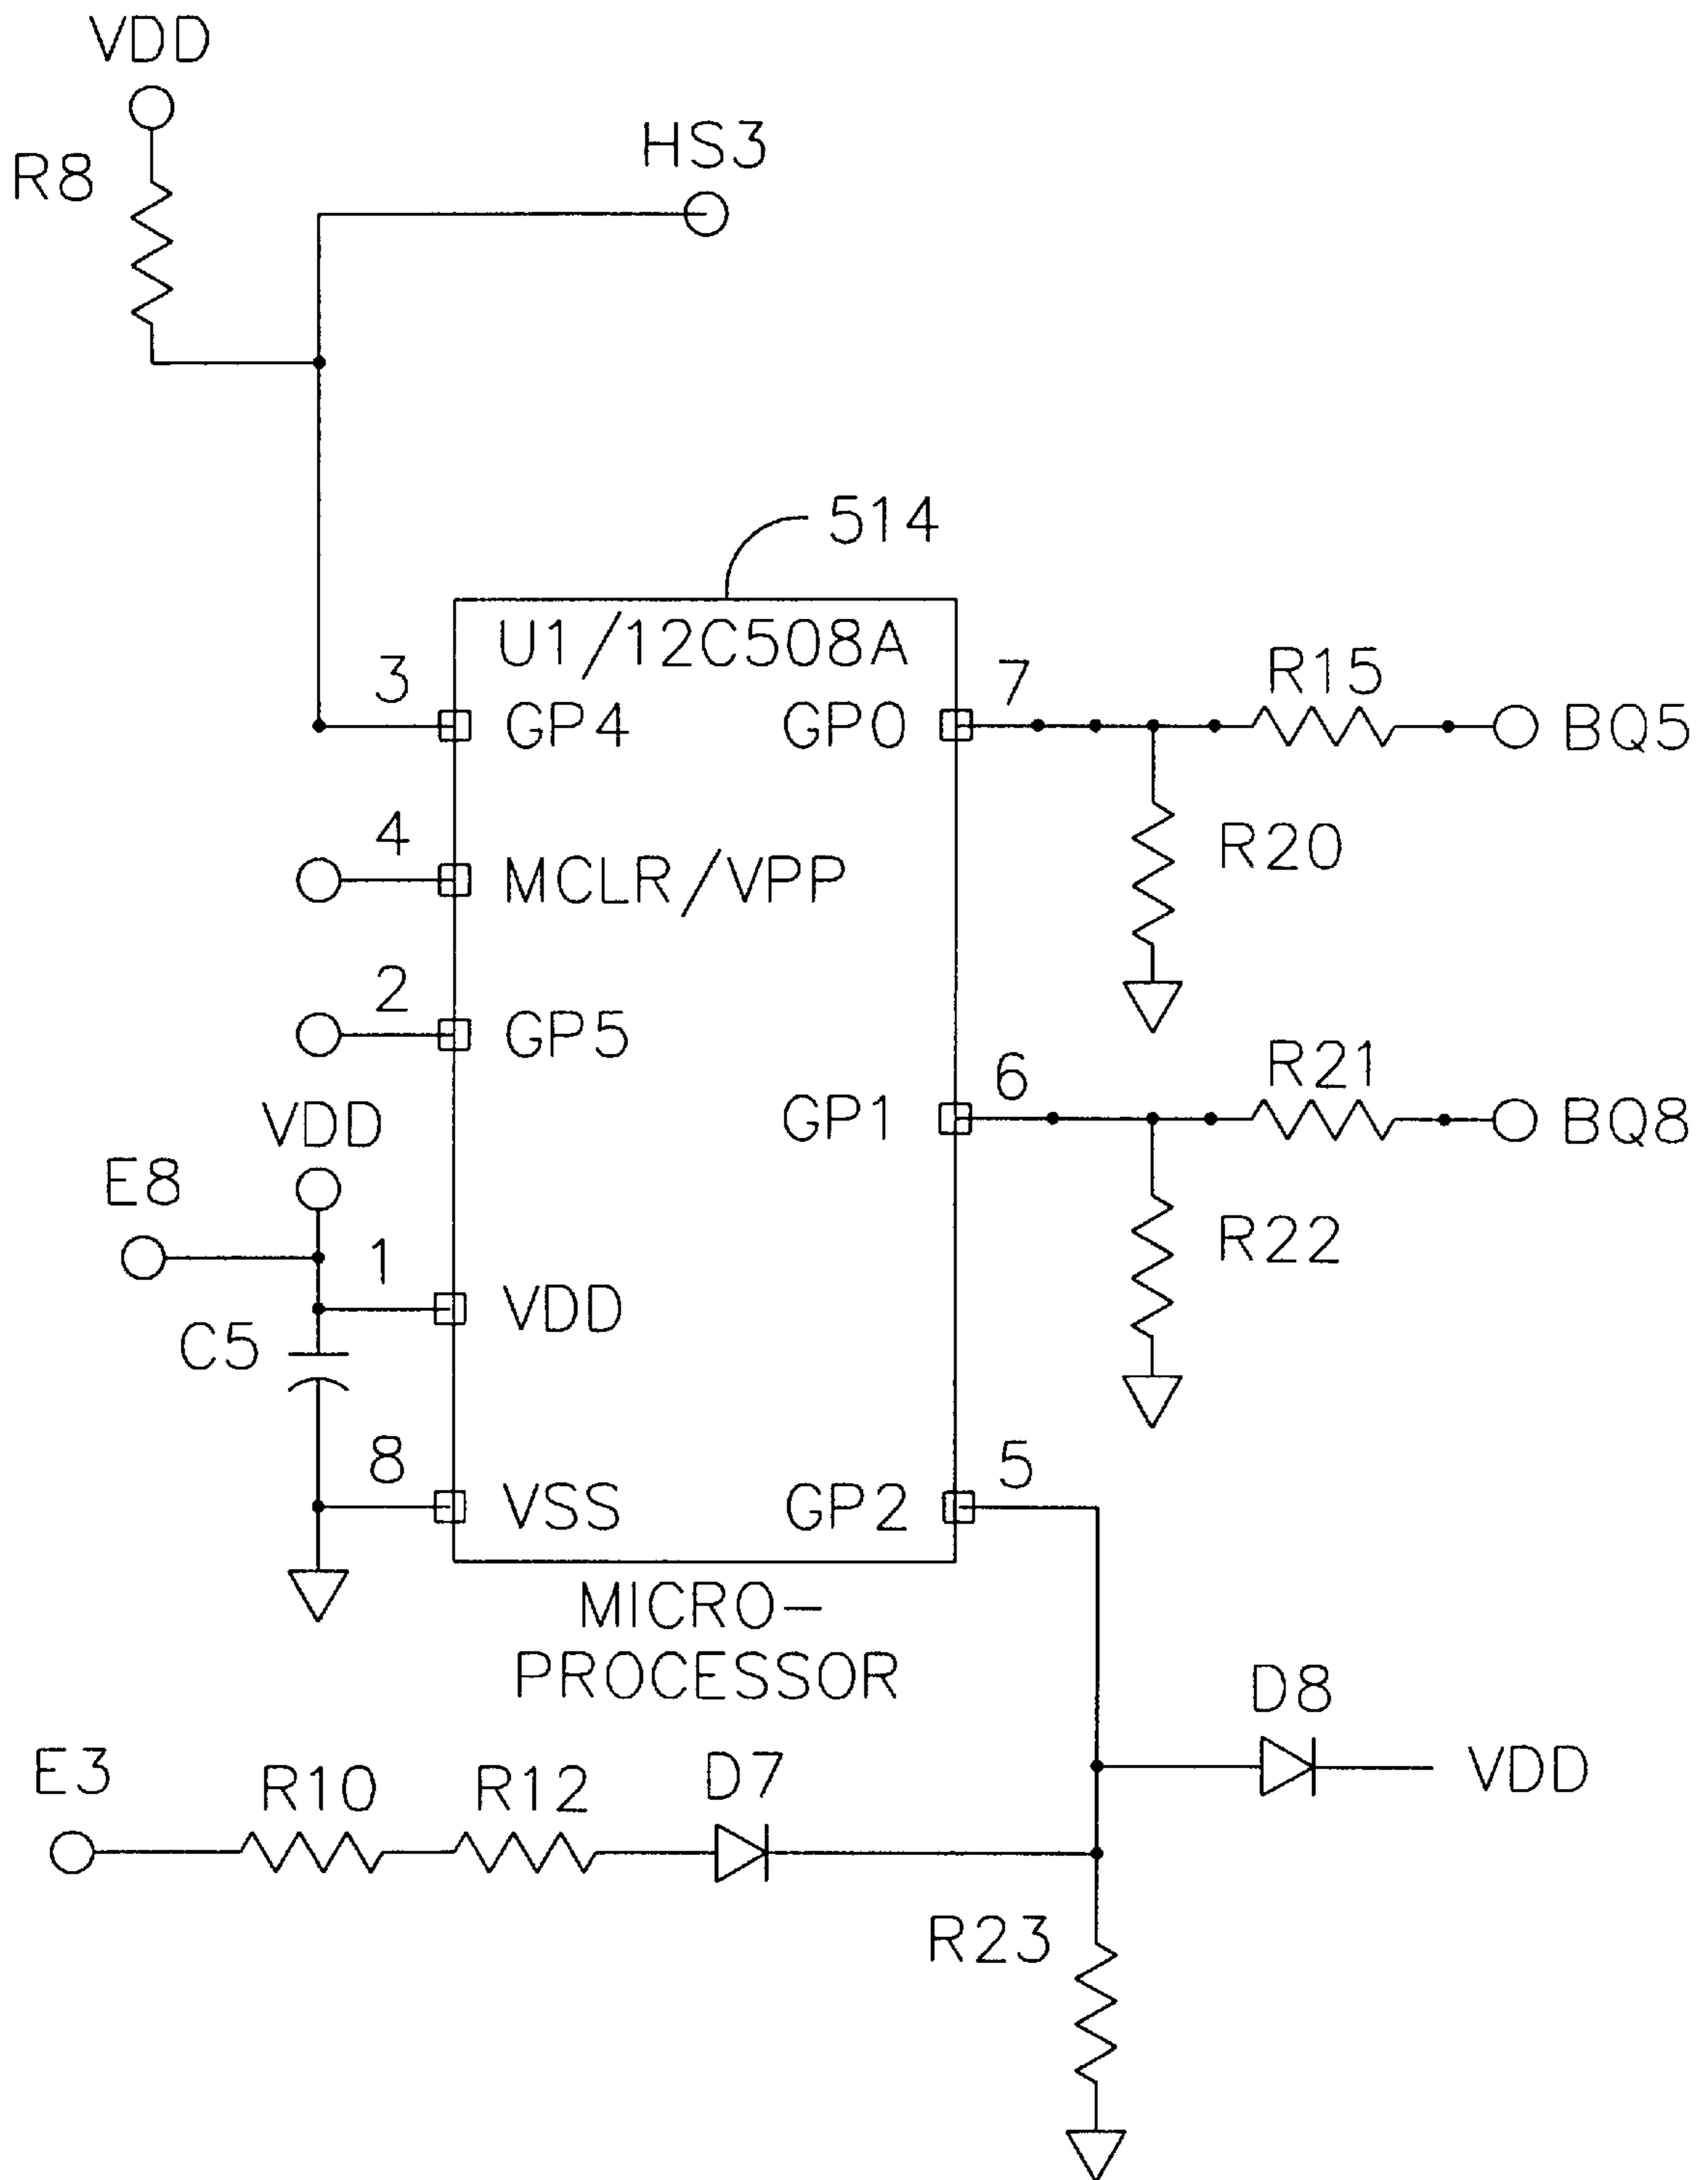 VDD
R8
HS3
514
U1/12C508A
3
GP4
GP0
7
R15
BQ5
4
MCLR/VPP
R20
2
GP5
6
GP1
R21
BQ8
VDD
E8
1
VDD
R22
C5
8
VSS
GP2
5
MICRO-
PROCESSOR
D8
VDD
E3
R10
R12
D7
R23